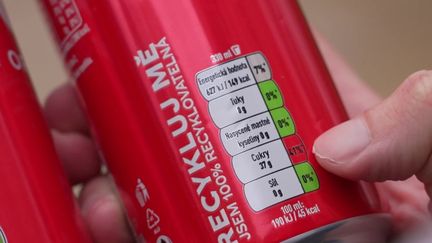 RECYKLUJ MĚ
JSEM 100% RECYKLOVATELNÁ
330 ml
Energetická hodnota
627 kJ / 149 kcal
7%
Tuky
0 g
0%
Nasycené mastné
kyseliny 0 g
0%
Cukry
37 g
41%
Sůl
0 g
0%
100 ml:
190 kJ / 45 kcal